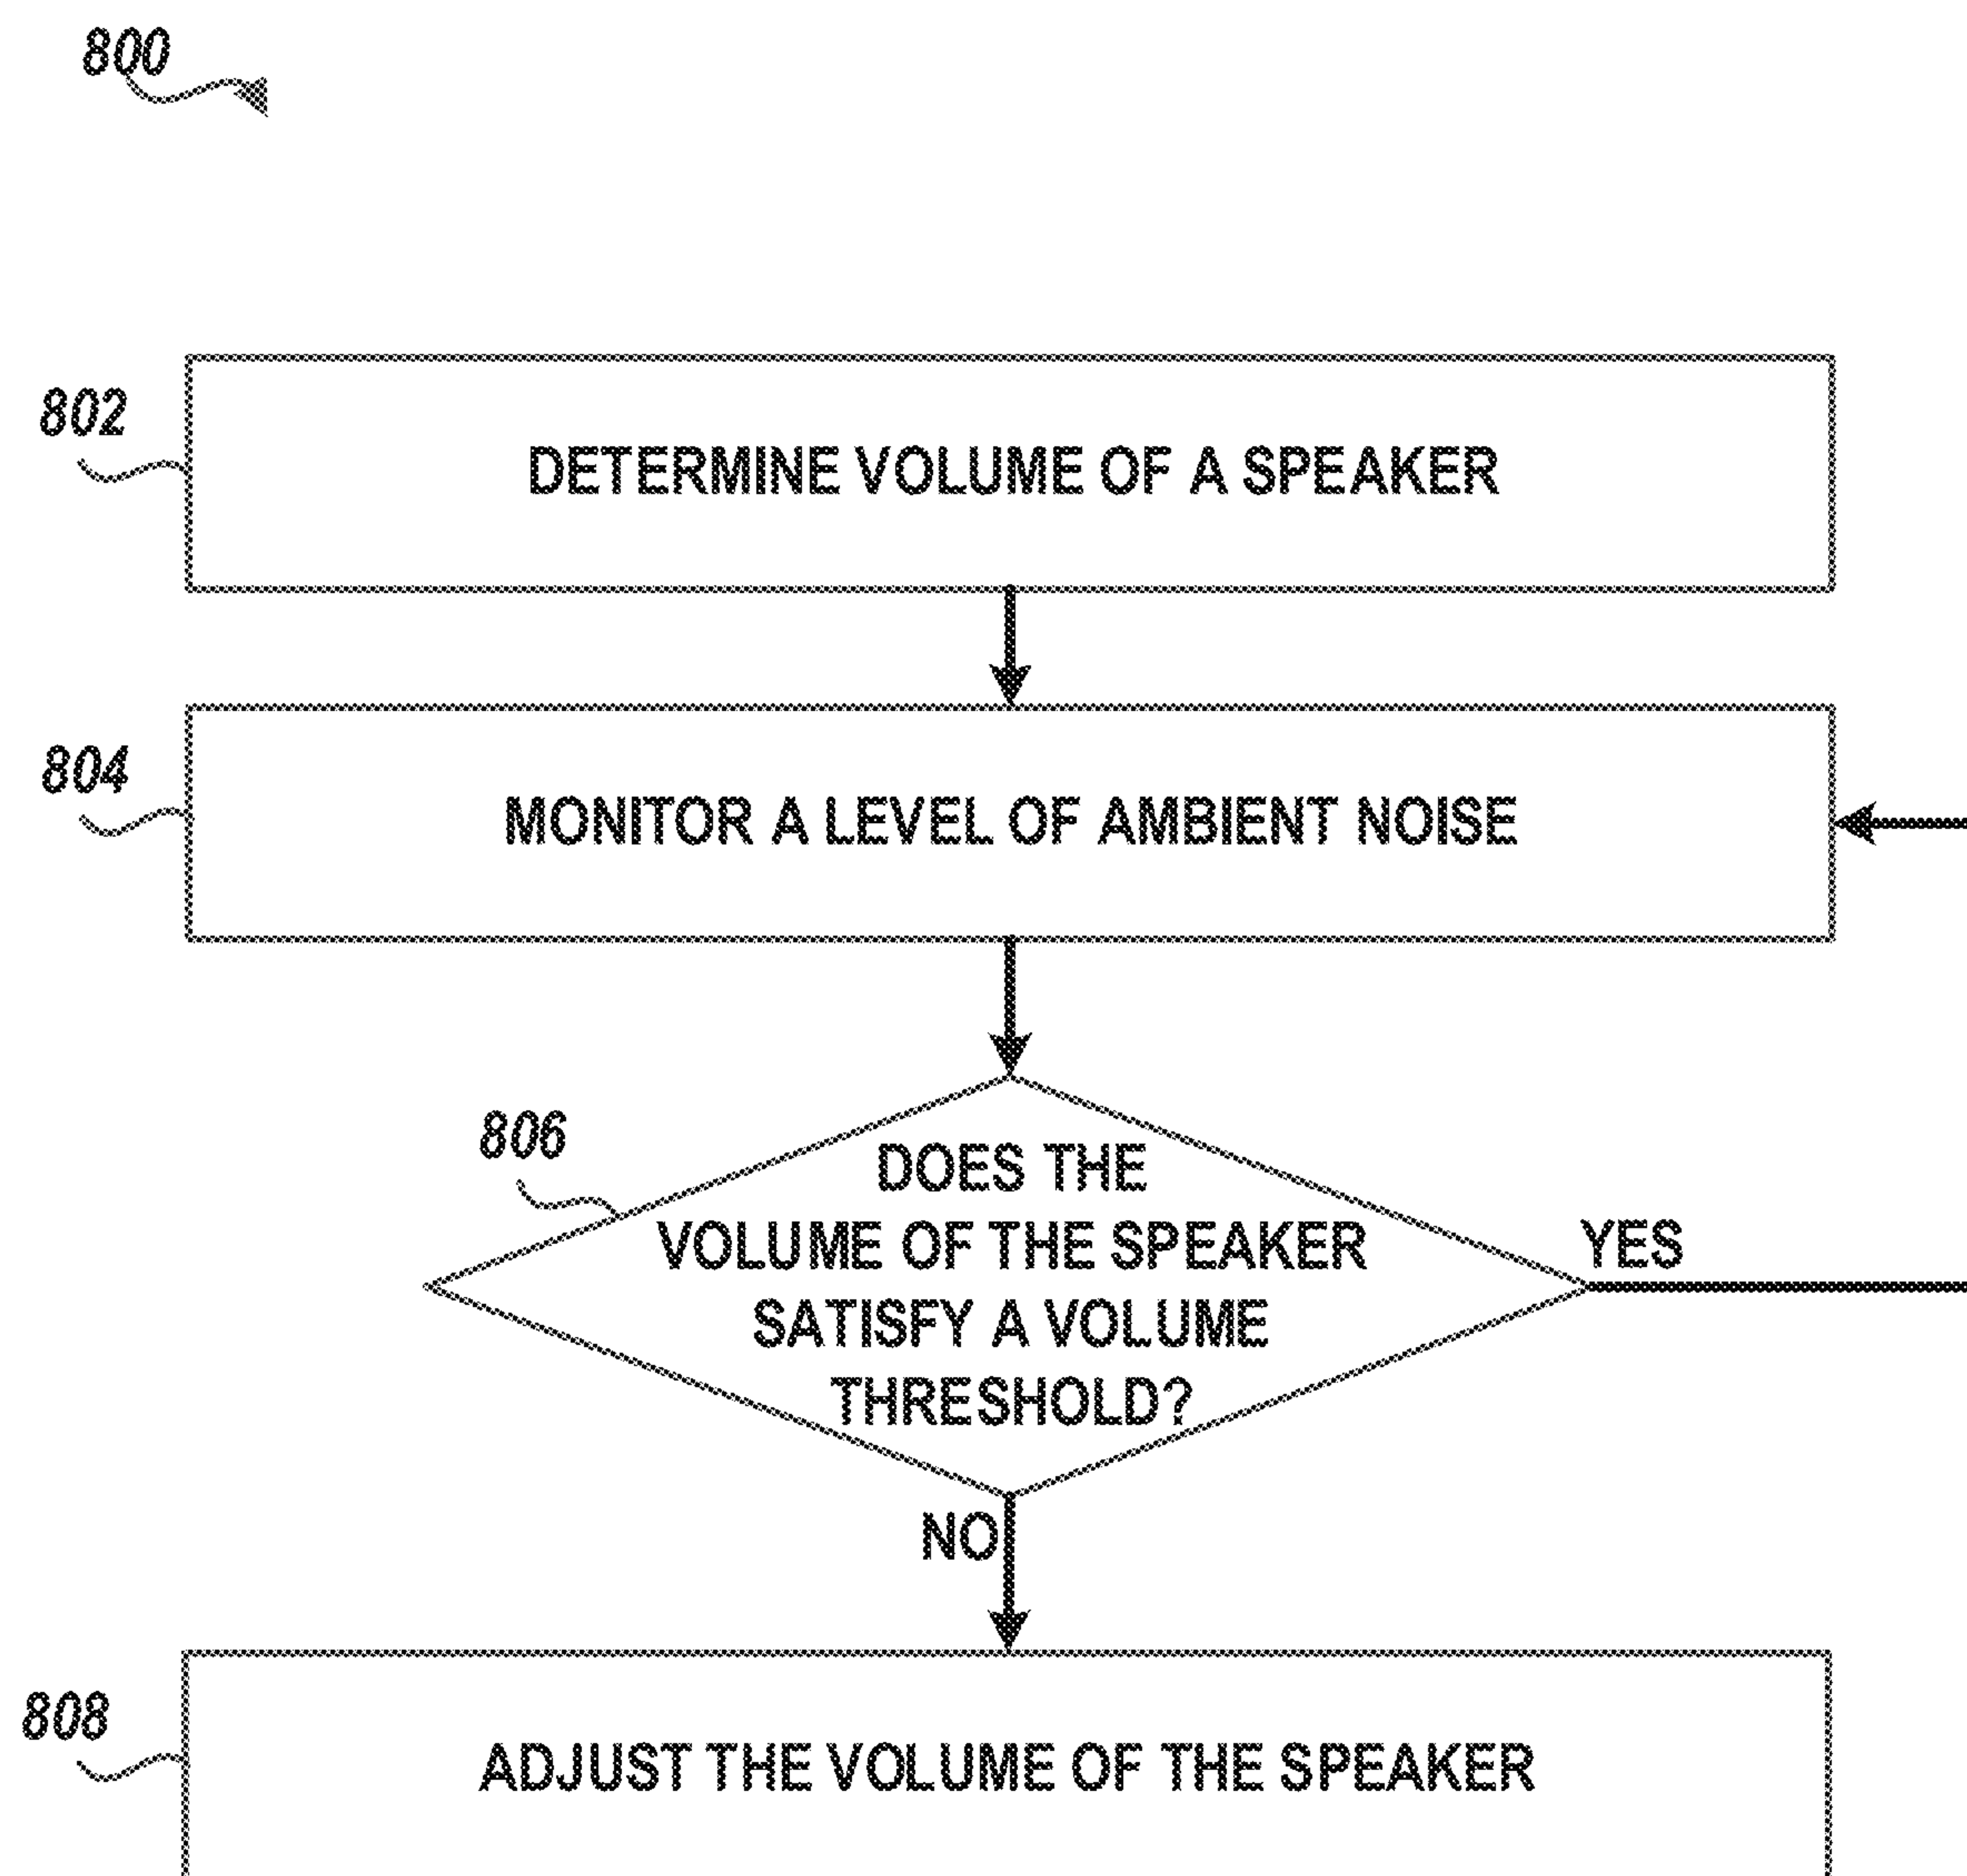 800
802
DETERMINE VOLUME OF A SPEAKER
804
MONITOR A LEVEL OF AMBIENT NOISE
806
DOES THE
VOLUME OF THE SPEAKER
SATISFY A VOLUME
THRESHOLD?
YES
NO
808
ADJUST THE VOLUME OF THE SPEAKER